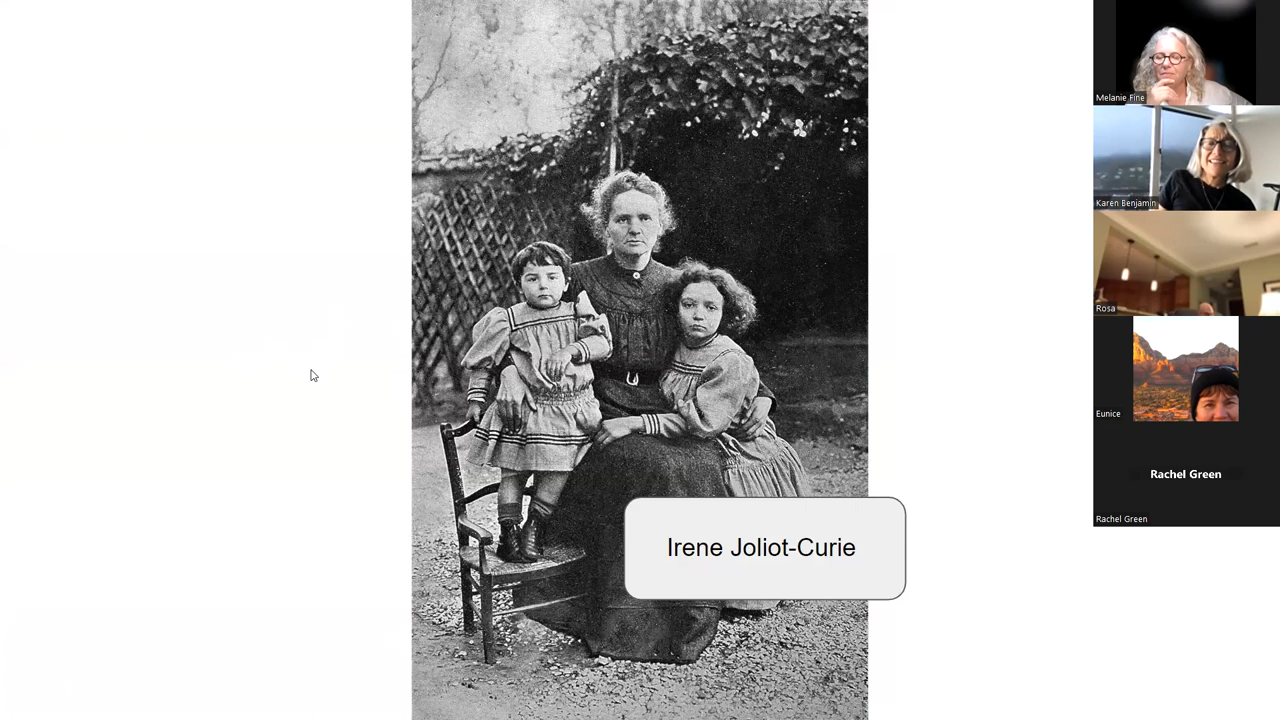 Melanie Fine
Karen Benjamin
Rosa
Eunice
Rachel Green
Rachel Green
Irene Joliot-Curie